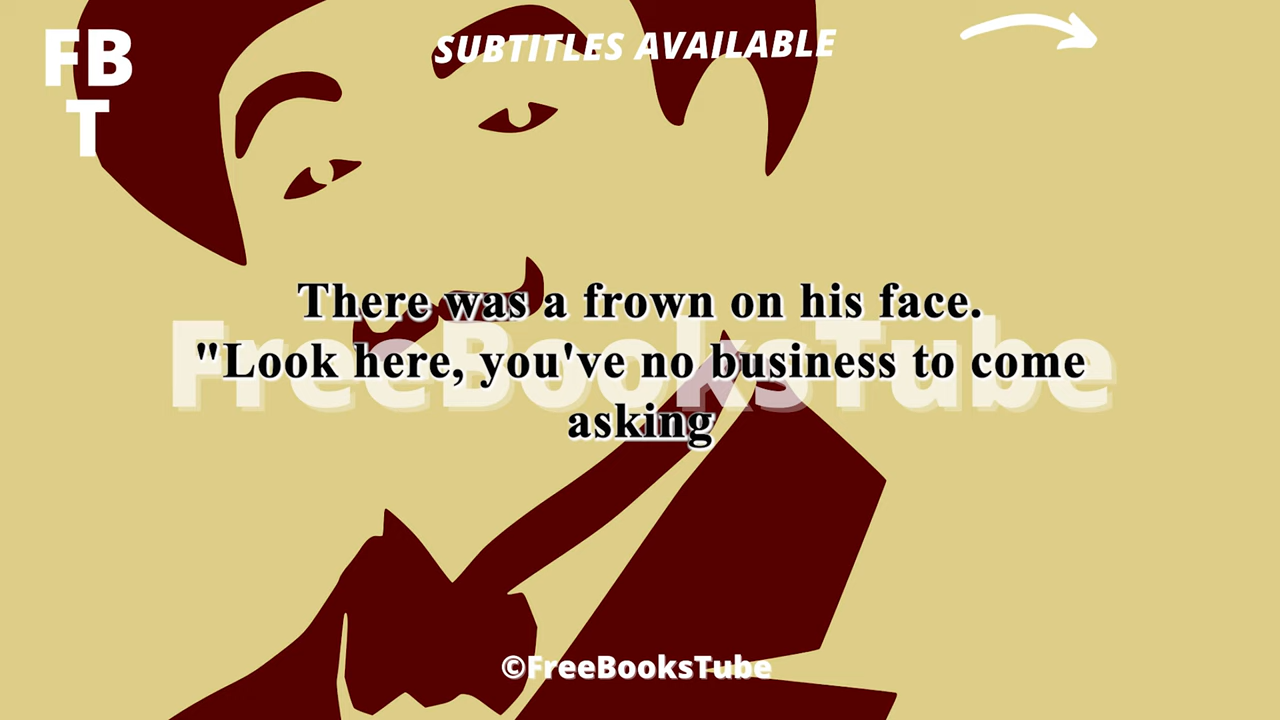 FB
T
SUBTITLES AVAILABLE
There was a frown on his face.
"Look here, you've no business to come
asking
FreeBooksTube
©FreeBooksTube